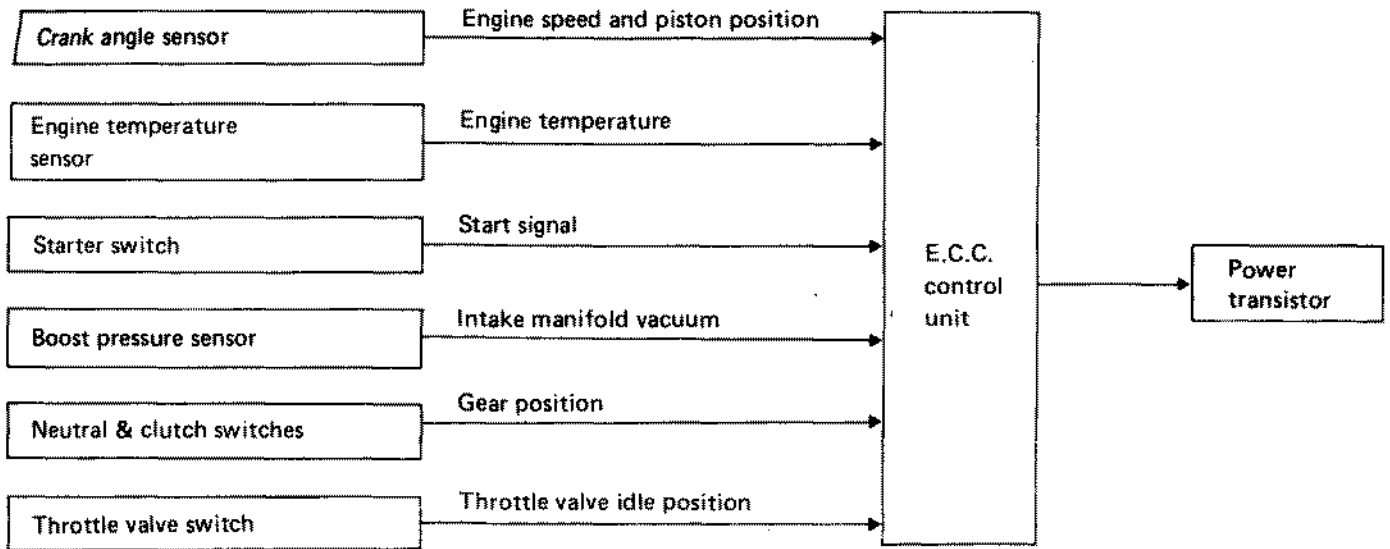 Crank angle sensor
Engine speed and piston position
Engine temperature
sensor
Engine temperature
Starter switch
Start signal
Boost pressure sensor
Intake manifold vacuum
Neutral & clutch switches
Gear position
Throttle valve switch
Throttle valve idle position
E.C.C.
control
unit
Power
transistor